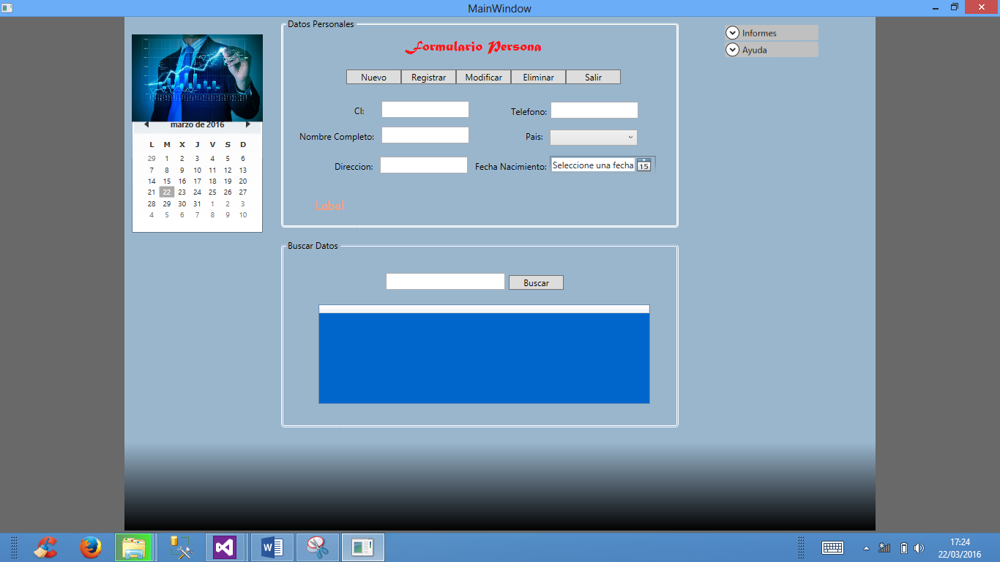 MainWindow
Datos Personales
Formulario Persona
Nuevo Registrar Modificar Eliminar Salir
CI:
Telefono:
Nombre Completo:
Pais:
Direccion:
Fecha Nacimiento: Seleccione una fecha 15
Label
Informes
Ayuda
marzo de 2016
L M X J V S D
29 1 2 3 4 5 6
7 8 9 10 11 12 13
14 15 16 17 18 19 20
21 22 23 24 25 26 27
28 29 30 31 1 2 3
4 5 6 7 8 9 10
Buscar Datos
Buscar
17:24
22/03/2016